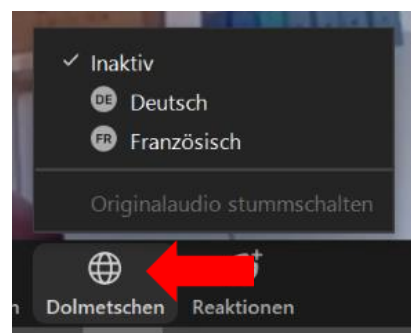 ✓ Inaktiv
DE Deutsch
FR Französisch
Originalaudio stummschalten
n Dolmetschen Reaktionen